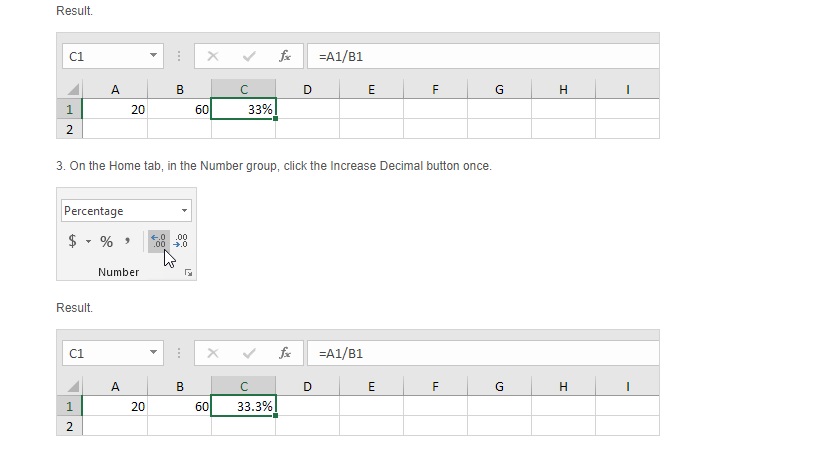 Result.
C1 fx =A1/B1
A B C D E F G H I
1 20 60 33%
2
3. On the Home tab, in the Number group, click the Increase Decimal button once.
Percentage
$ % , ←.0 .00 .00 →.0
Number
Result.
C1 fx =A1/B1
A B C D E F G H I
1 20 60 33.3%
2